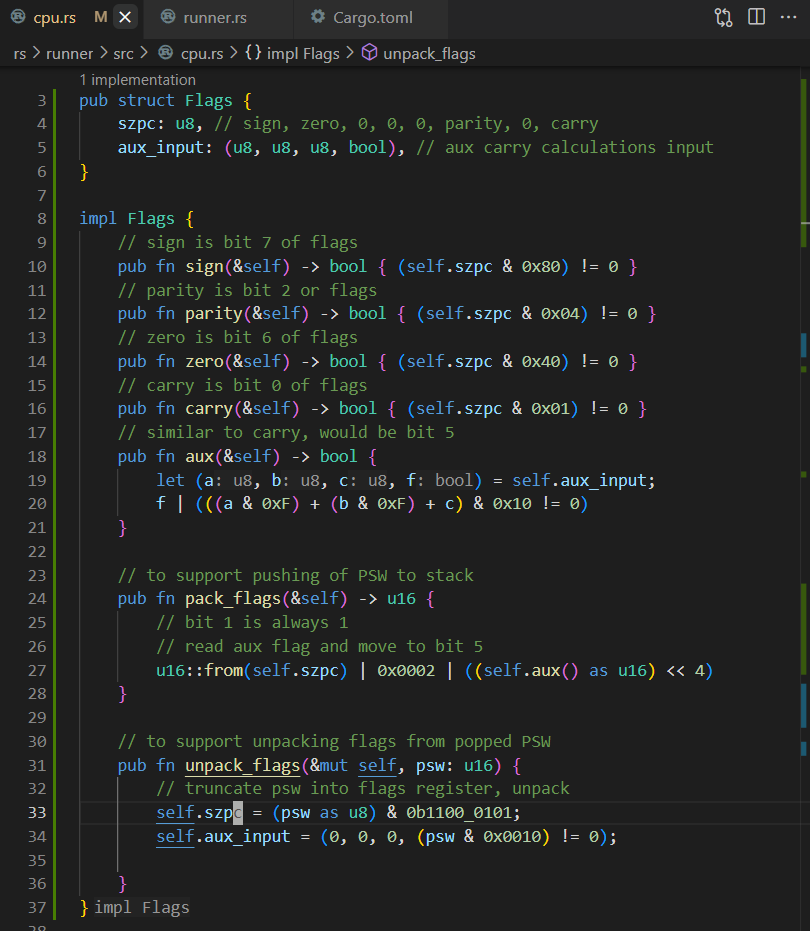 cpu.rs M
runner.rs
Cargo.toml
rs > runner > src > cpu.rs > {} impl Flags > unpack_flags
1 implementation
3 pub struct Flags {
4 szpc: u8, // sign, zero, 0, 0, 0, parity, 0, carry
5 aux_input: (u8, u8, u8, bool), // aux carry calculations input
6 }
7
8 impl Flags {
9 // sign is bit 7 of flags
10 pub fn sign(&self) -> bool { (self.szpc & 0x80) != 0 }
11 // parity is bit 2 or flags
12 pub fn parity(&self) -> bool { (self.szpc & 0x04) != 0 }
13 // zero is bit 6 of flags
14 pub fn zero(&self) -> bool { (self.szpc & 0x40) != 0 }
15 // carry is bit 0 of flags
16 pub fn carry(&self) -> bool { (self.szpc & 0x01) != 0 }
17 // similar to carry, would be bit 5
18 pub fn aux(&self) -> bool {
19 let (a: u8, b: u8, c: u8, f: bool) = self.aux_input;
20 f | (((a & 0xF) + (b & 0xF) + c) & 0x10 != 0)
21 }
22
23 // to support pushing of PSW to stack
24 pub fn pack_flags(&self) -> u16 {
25 // bit 1 is always 1
26 // read aux flag and move to bit 5
27 u16::from(self.szpc) | 0x0002 | ((self.aux() as u16) << 4)
28 }
29
30 // to support unpacking flags from popped PSW
31 pub fn unpack_flags(&mut self, psw: u16) {
32 // truncate psw into flags register, unpack
33 self.szpc = (psw as u8) & 0b1100_0101;
34 self.aux_input = (0, 0, 0, (psw & 0x0010) != 0);
35
36 }
37 } impl Flags
38